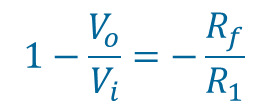 1 − V_o/V_i = − R_f/R_1